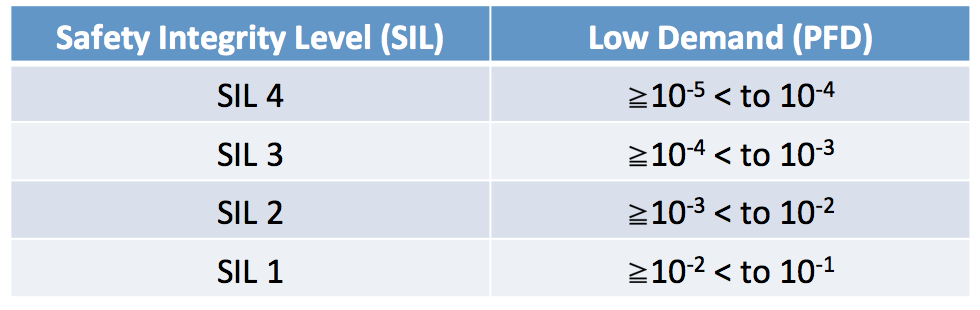 Safety Integrity Level (SIL) Low Demand (PFD)
SIL 4 ≧10⁻⁵ < to 10⁻⁴
SIL 3 ≧10⁻⁴ < to 10⁻³
SIL 2 ≧10⁻³ < to 10⁻²
SIL 1 ≧10⁻² < to 10⁻¹